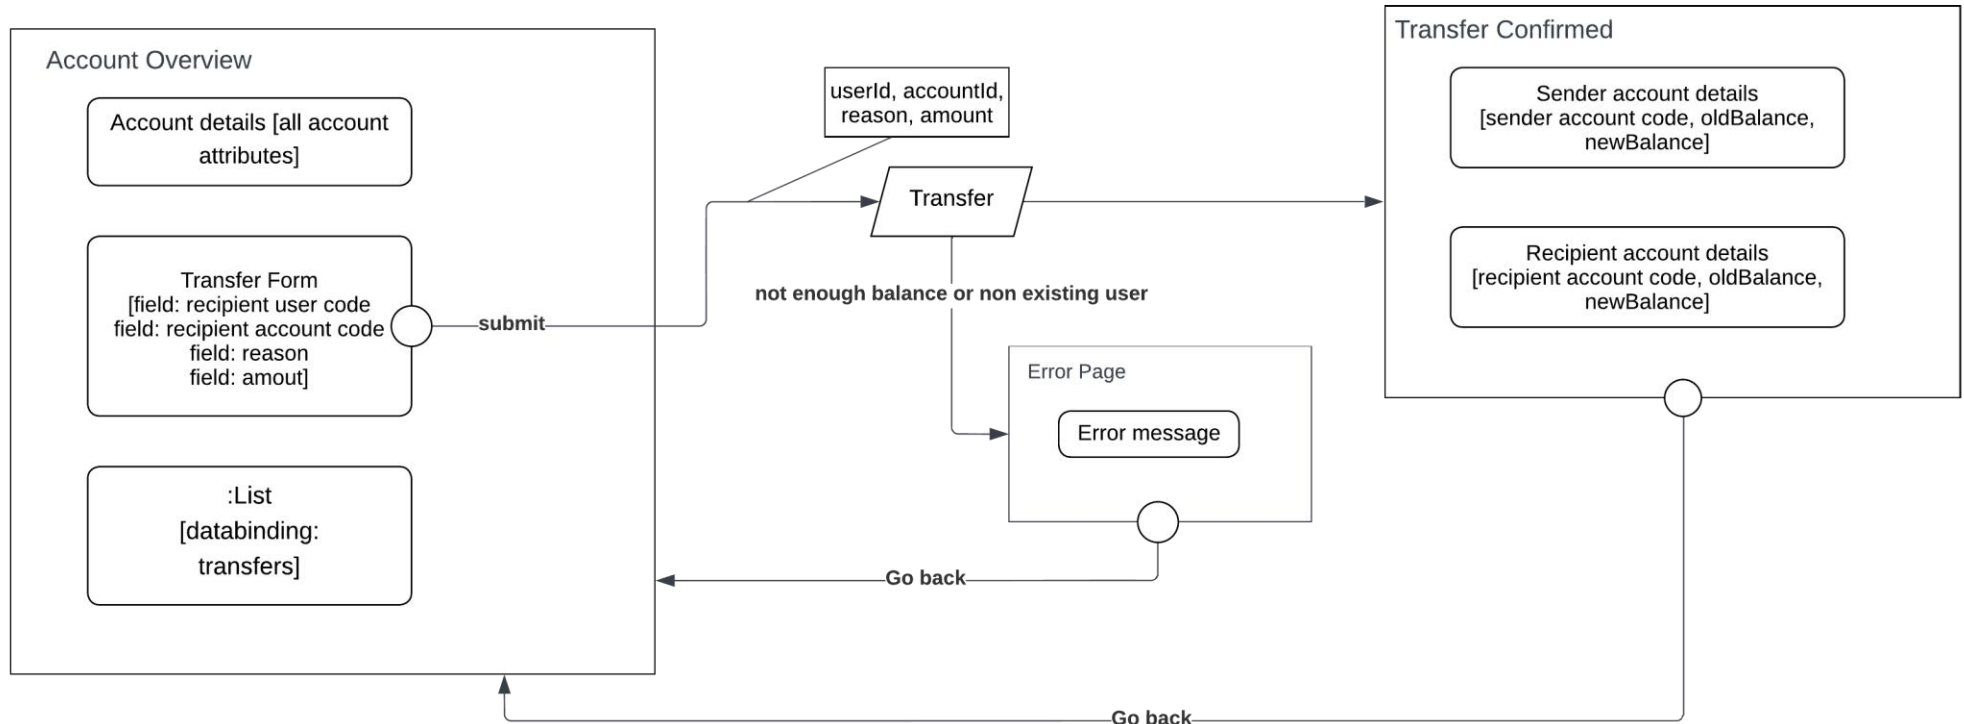 Account Overview
Account details [all account
attributes]
Transfer Form
[field: recipient user code
field: recipient account code
field: reason
field: amout]
:List
[databinding:
transfers]
submit
userId, accountId,
reason, amount
Transfer
not enough balance or non existing user
Error Page
Error message
Go back
Transfer Confirmed
Sender account details
[sender account code, oldBalance,
newBalance]
Recipient account details
[recipient account code, oldBalance,
newBalance]
Go back